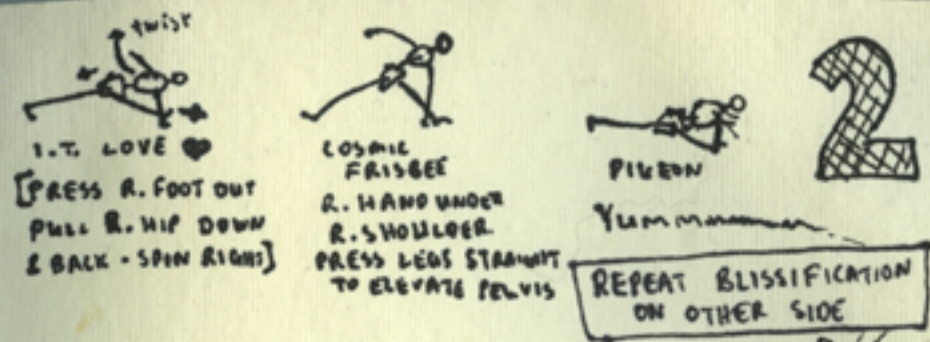 twist
I.T. LOVE ♥
[PRESS R. FOOT OUT
PULL R. HIP DOWN
& BACK - SPIN RIGHT]
COSMIC
FRISBEE
R. HAND UNDER
R. SHOULDER
PRESS LEGS STRAIGHT
TO ELEVATE PELVIS
PIGEON
Yummmmmmm
2
REPEAT BLISSIFICATION
ON OTHER SIDE